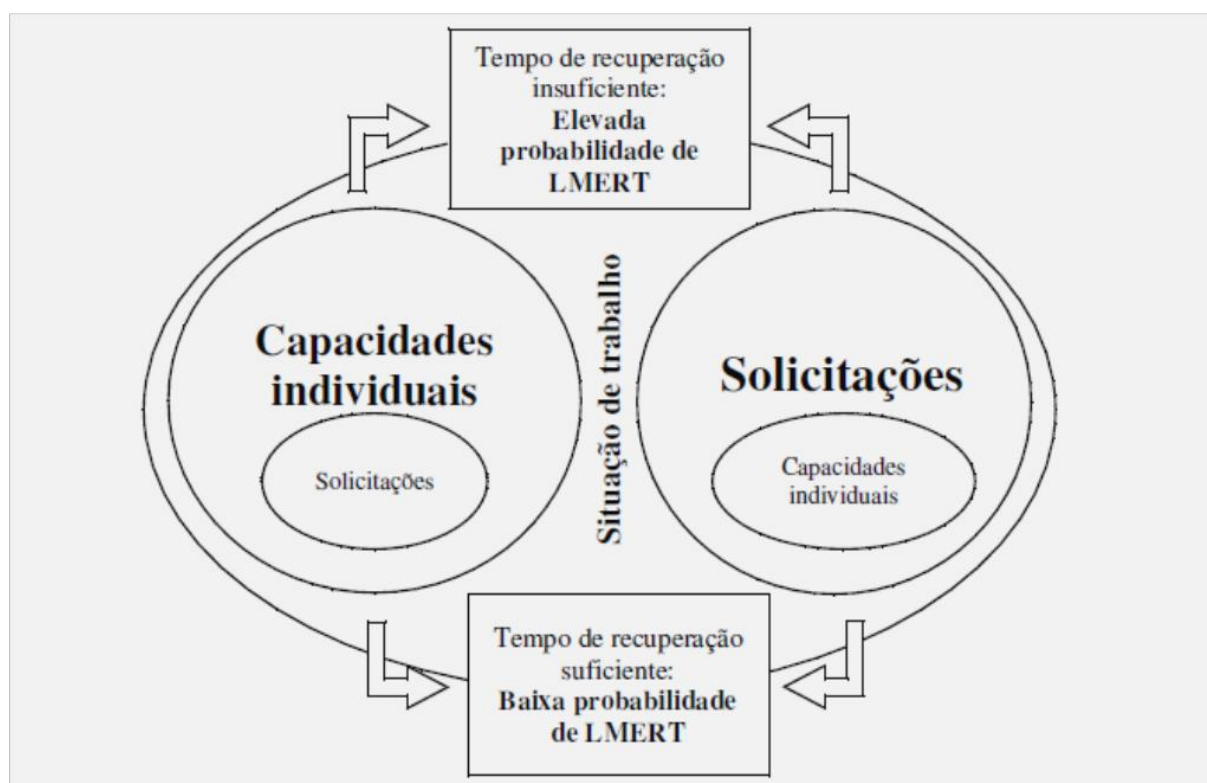 Tempo de recuperação
insuficiente:
Elevada
probabilidade de
LMERT
Capacidades
individuais
Solicitações
Situação de trabalho
Solicitações
Capacidades
individuais
Tempo de recuperação
suficiente:
Baixa probabilidade
de LMERT